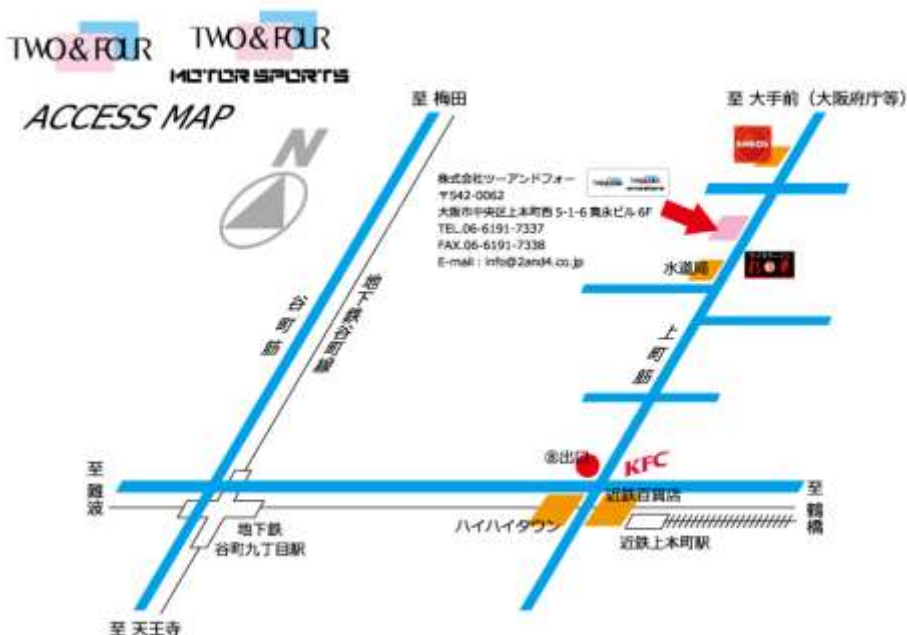 TWO & FOUR
TWO & FOUR
MOTOR SPORTS
ACCESS MAP
N
至 梅田
至 大手前（大阪府庁等）
ENEOS
株式会社ツーアンドフォー
〒542-0062
大阪市中央区上本町西 5-1-6 寛永ビル 6F
TEL.06-6191-7337
FAX.06-6191-7338
E-mail : info@2and4.co.jp
水道局
谷町筋
地下鉄谷町線
上町筋
⑧出口
KFC
至 難波
近鉄百貨店
至 鶴橋
ハイハイタウン
地下鉄
谷町九丁目駅
近鉄上本町駅
至 天王寺